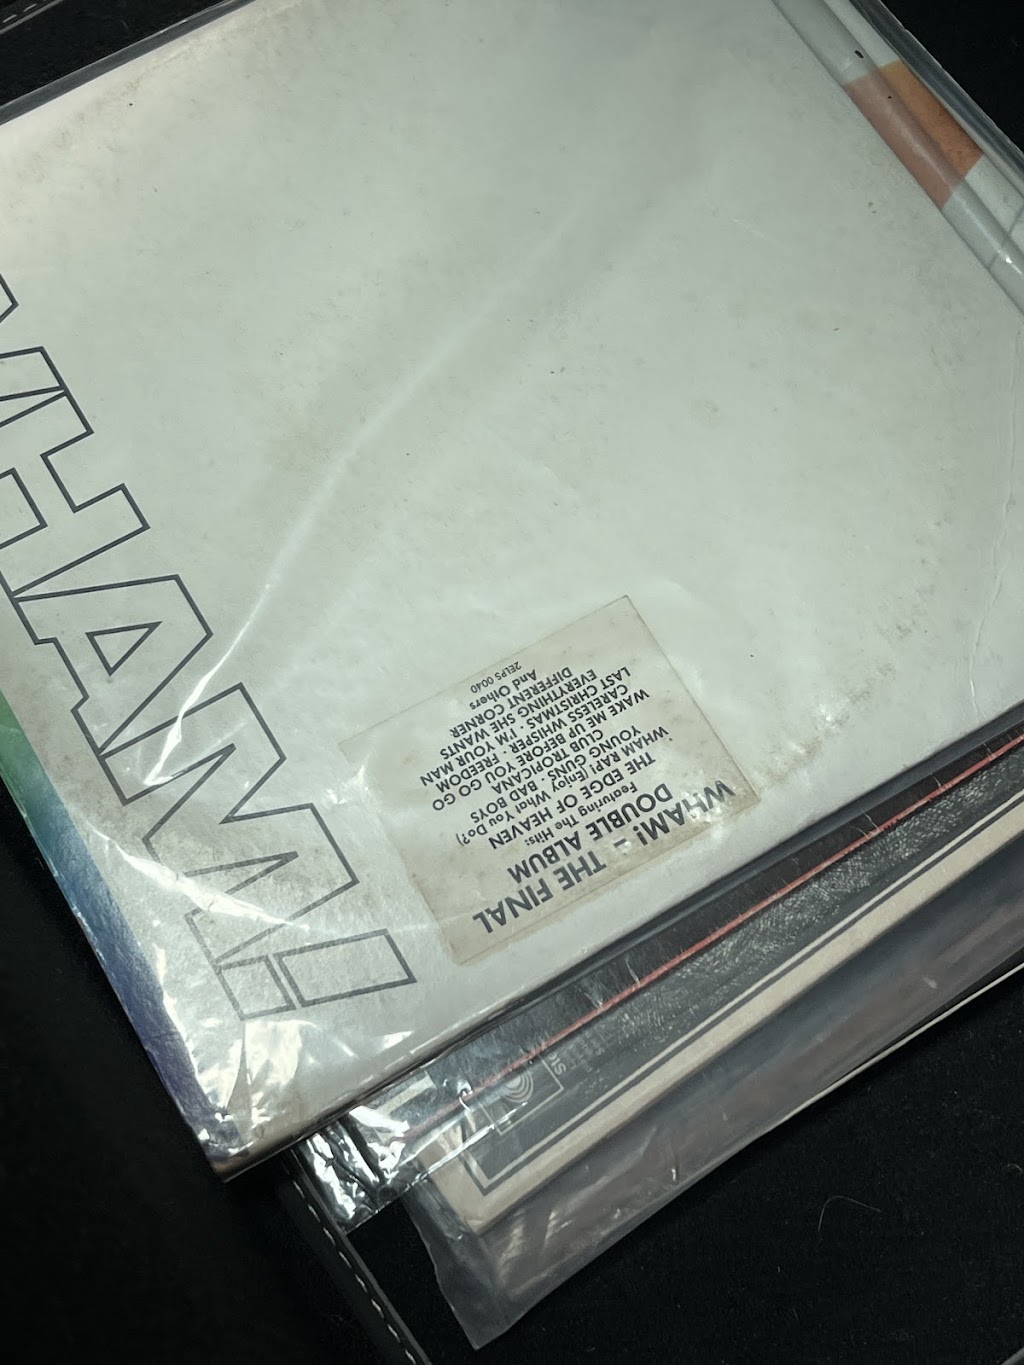 WHAM!
WHAM! – THE FINAL
DOUBLE ALBUM
Featuring The Hits:
THE EDGE OF HEAVEN
WHAM RAP! (Enjoy What You Do?)
YOUNG GUNS · BAD BOYS
CLUB TROPICANA
WAKE ME UP BEFORE YOU GO GO
CARELESS WHISPER · FREEDOM
LAST CHRISTMAS · I'M YOUR MAN
EVERYTHING SHE WANTS
DIFFERENT CORNER
And Others
2ELPS 0040